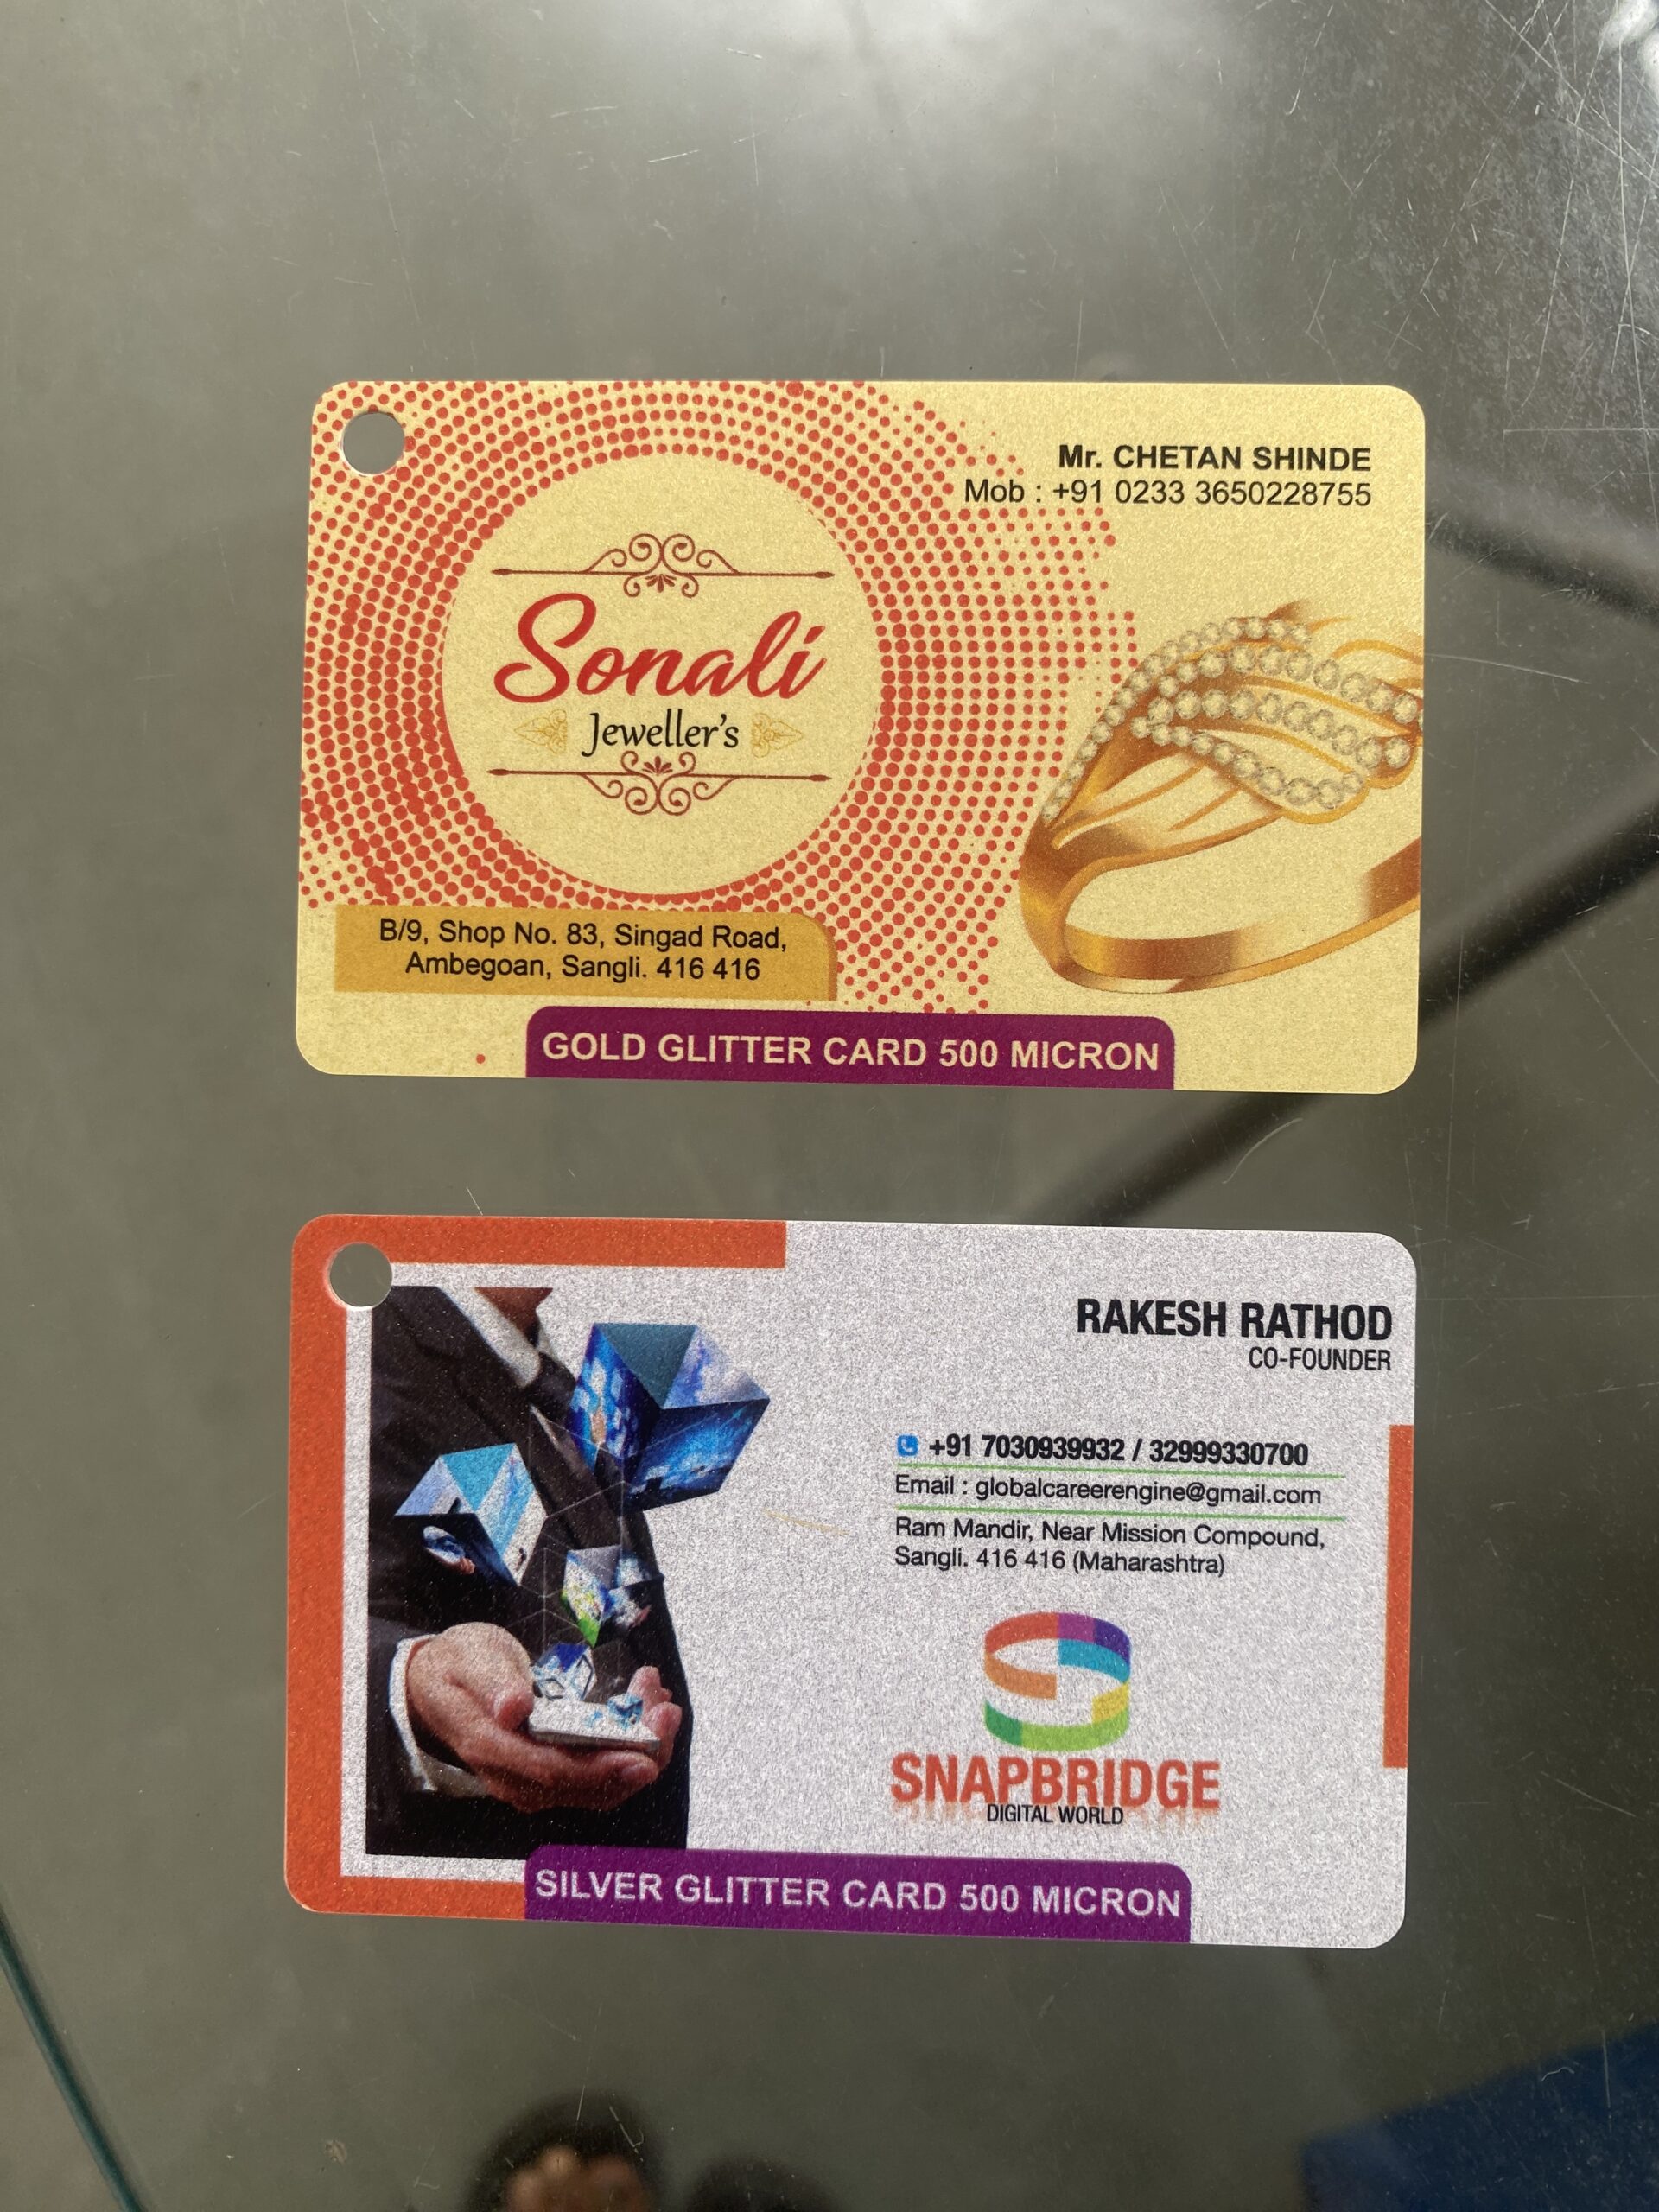 Mr. CHETAN SHINDE
Mob : +91 0233 3650228755
Sonali
Jeweller's
B/9, Shop No. 83, Singad Road,
Ambegoan, Sangli. 416 416
GOLD GLITTER CARD 500 MICRON
RAKESH RATHOD
CO-FOUNDER
+91 7030939932 / 32999330700
Email : globalcareerengine@gmail.com
Ram Mandir, Near Mission Compound,
Sangli. 416 416 (Maharashtra)
SNAPBRIDGE
DIGITAL WORLD
SILVER GLITTER CARD 500 MICRON